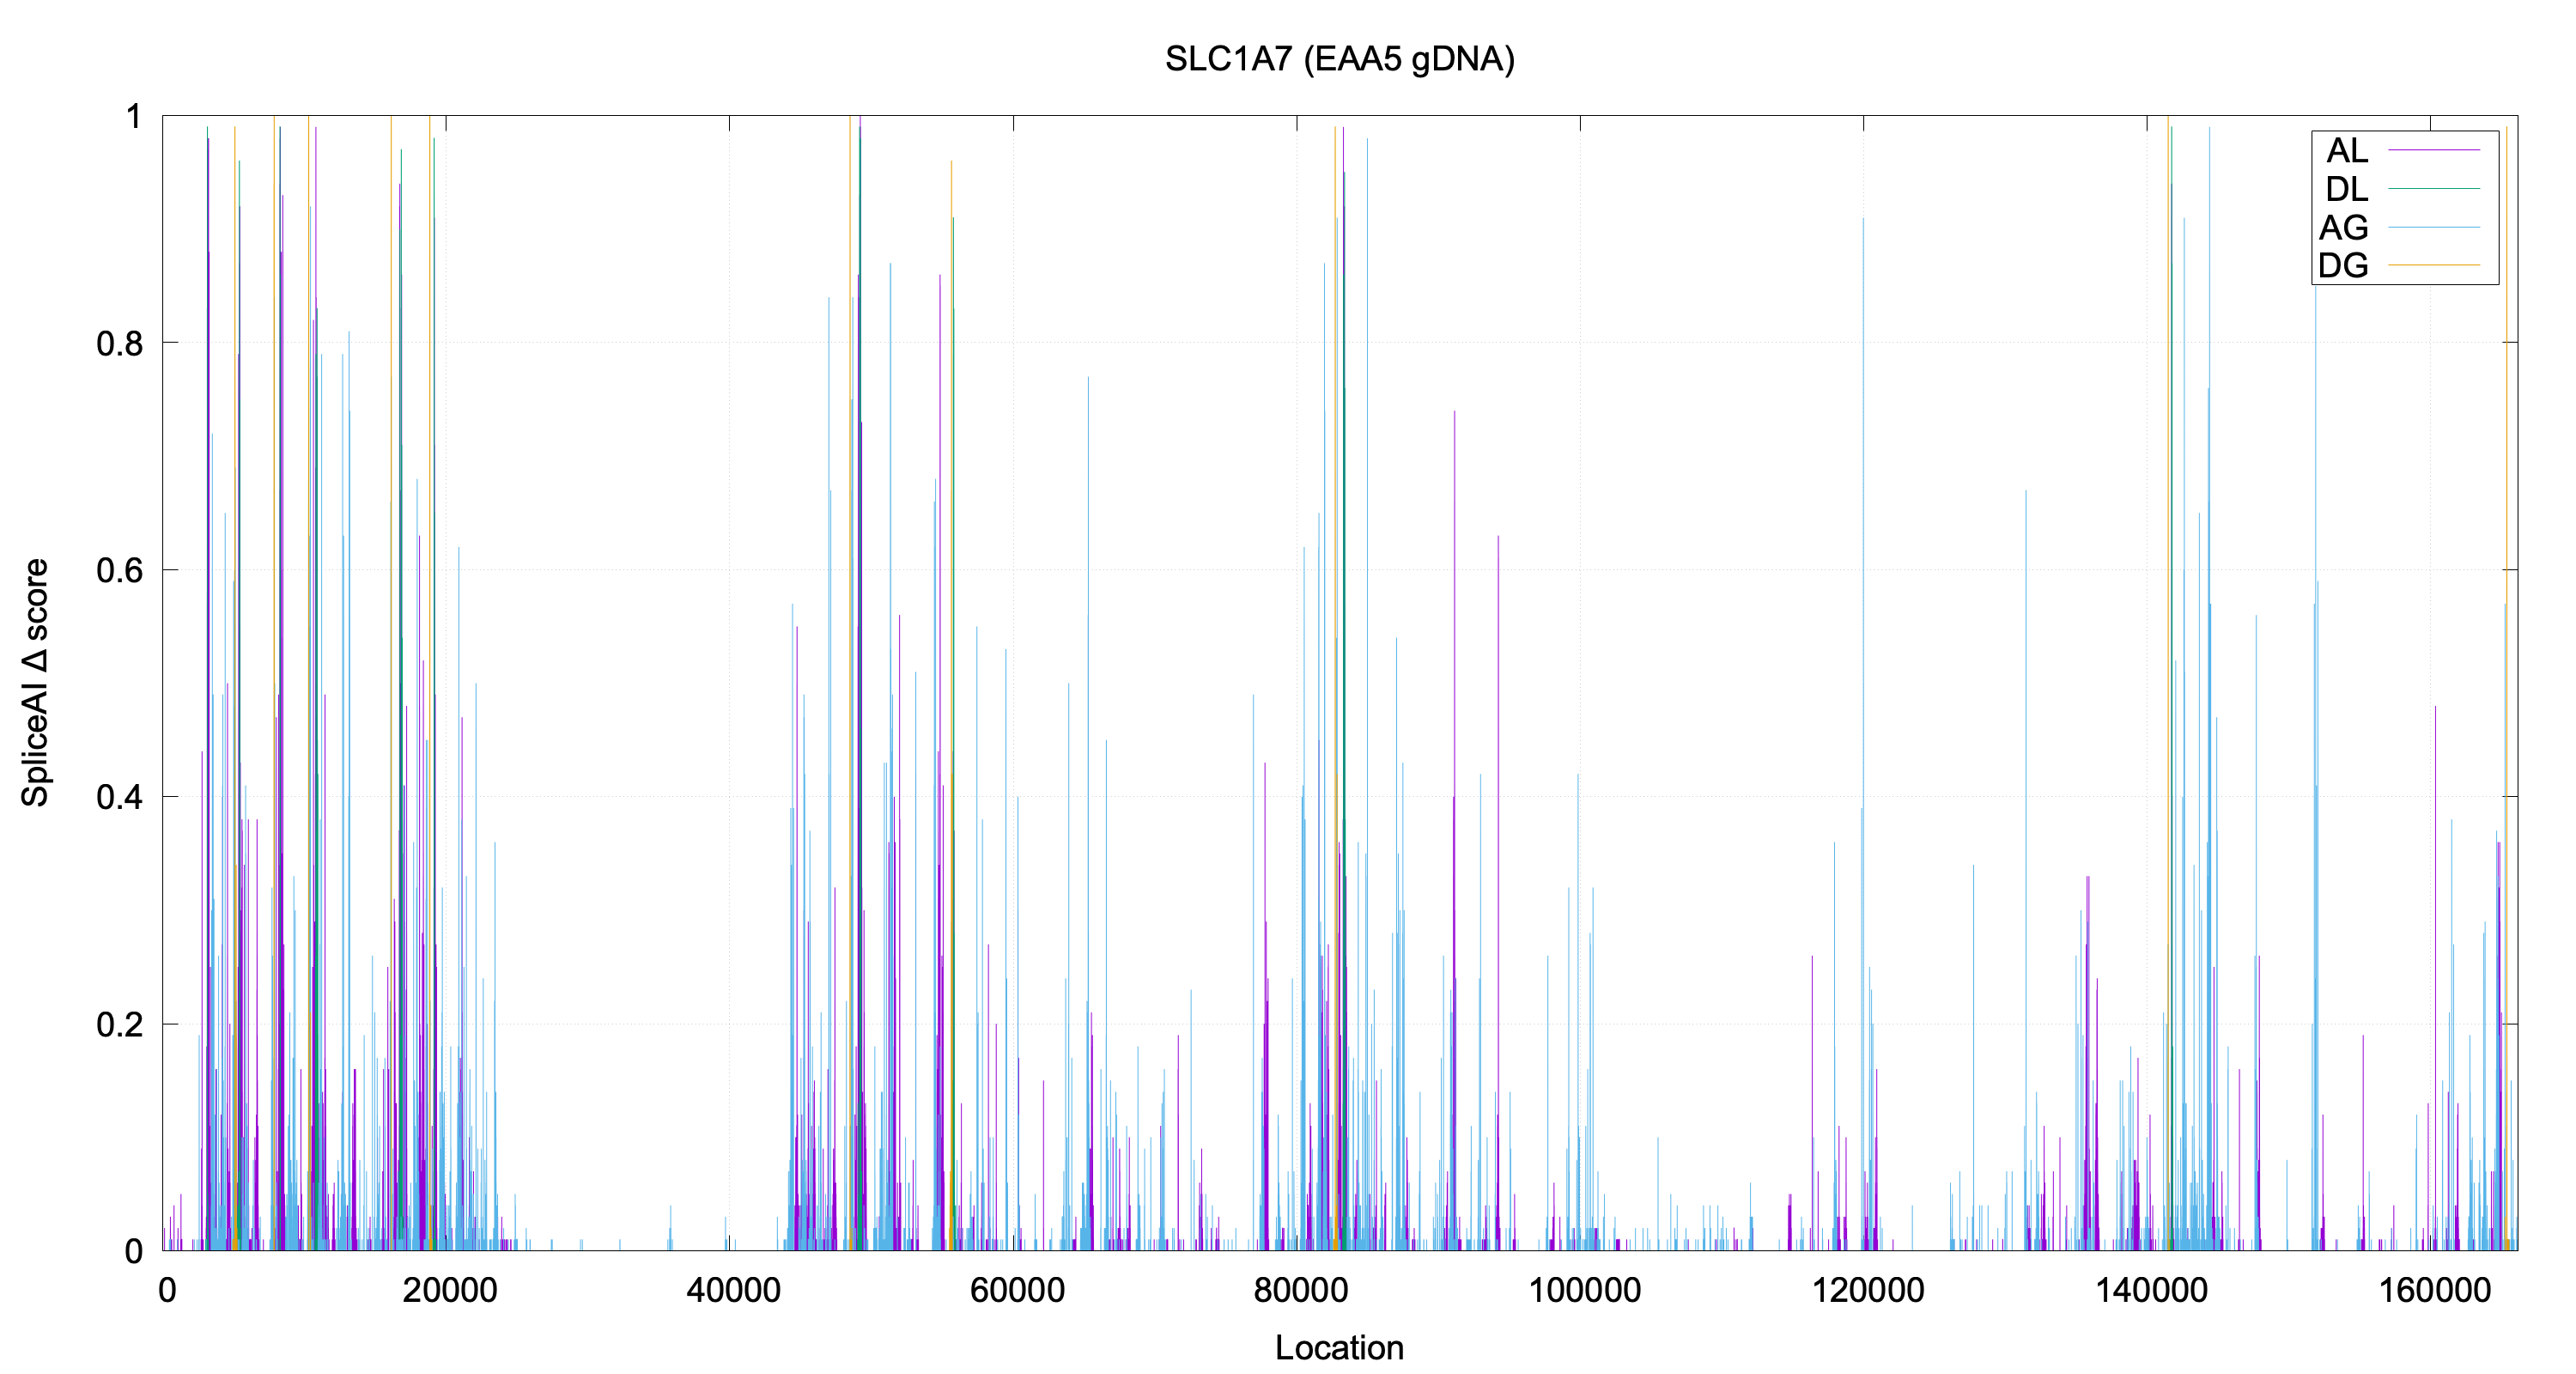 SLC1A7 (EAA5 gDNA)
1
0.8
0.6
0.4
0.2
0
SpliceAI Δ score
AL
DL
AG
DG
0 20000 40000 60000 80000 100000 120000 140000 160000
Location